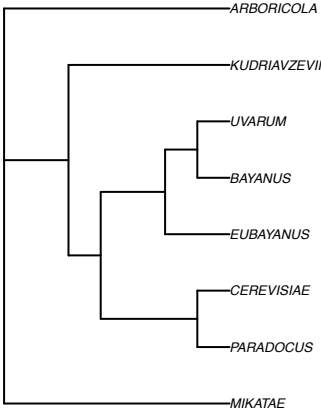 ARBORICOLA
KUDRIAVZEVII
UVARUM
BAYANUS
EUBAYANUS
CEREVISIAE
PARADOCUS
MIKATAE